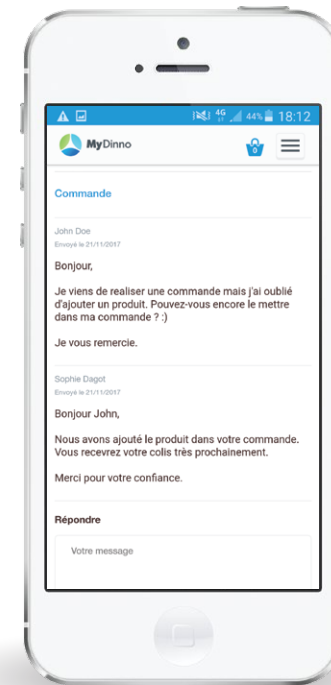 4G 44% 18:12
MyDinno
0
Commande
John Doe
Envoyé le 21/11/2017
Bonjour,
Je viens de realiser une commande mais j'ai oublié
d'ajouter un produit. Pouvez-vous encore le mettre
dans ma commande ? :)
Je vous remercie.
Sophie Dagot
Envoyé le 21/11/2017
Bonjour John,
Nous avons ajouté le produit dans votre commande.
Vous recevrez votre colis très prochainement.
Merci pour votre confiance.
Répondre
Votre message